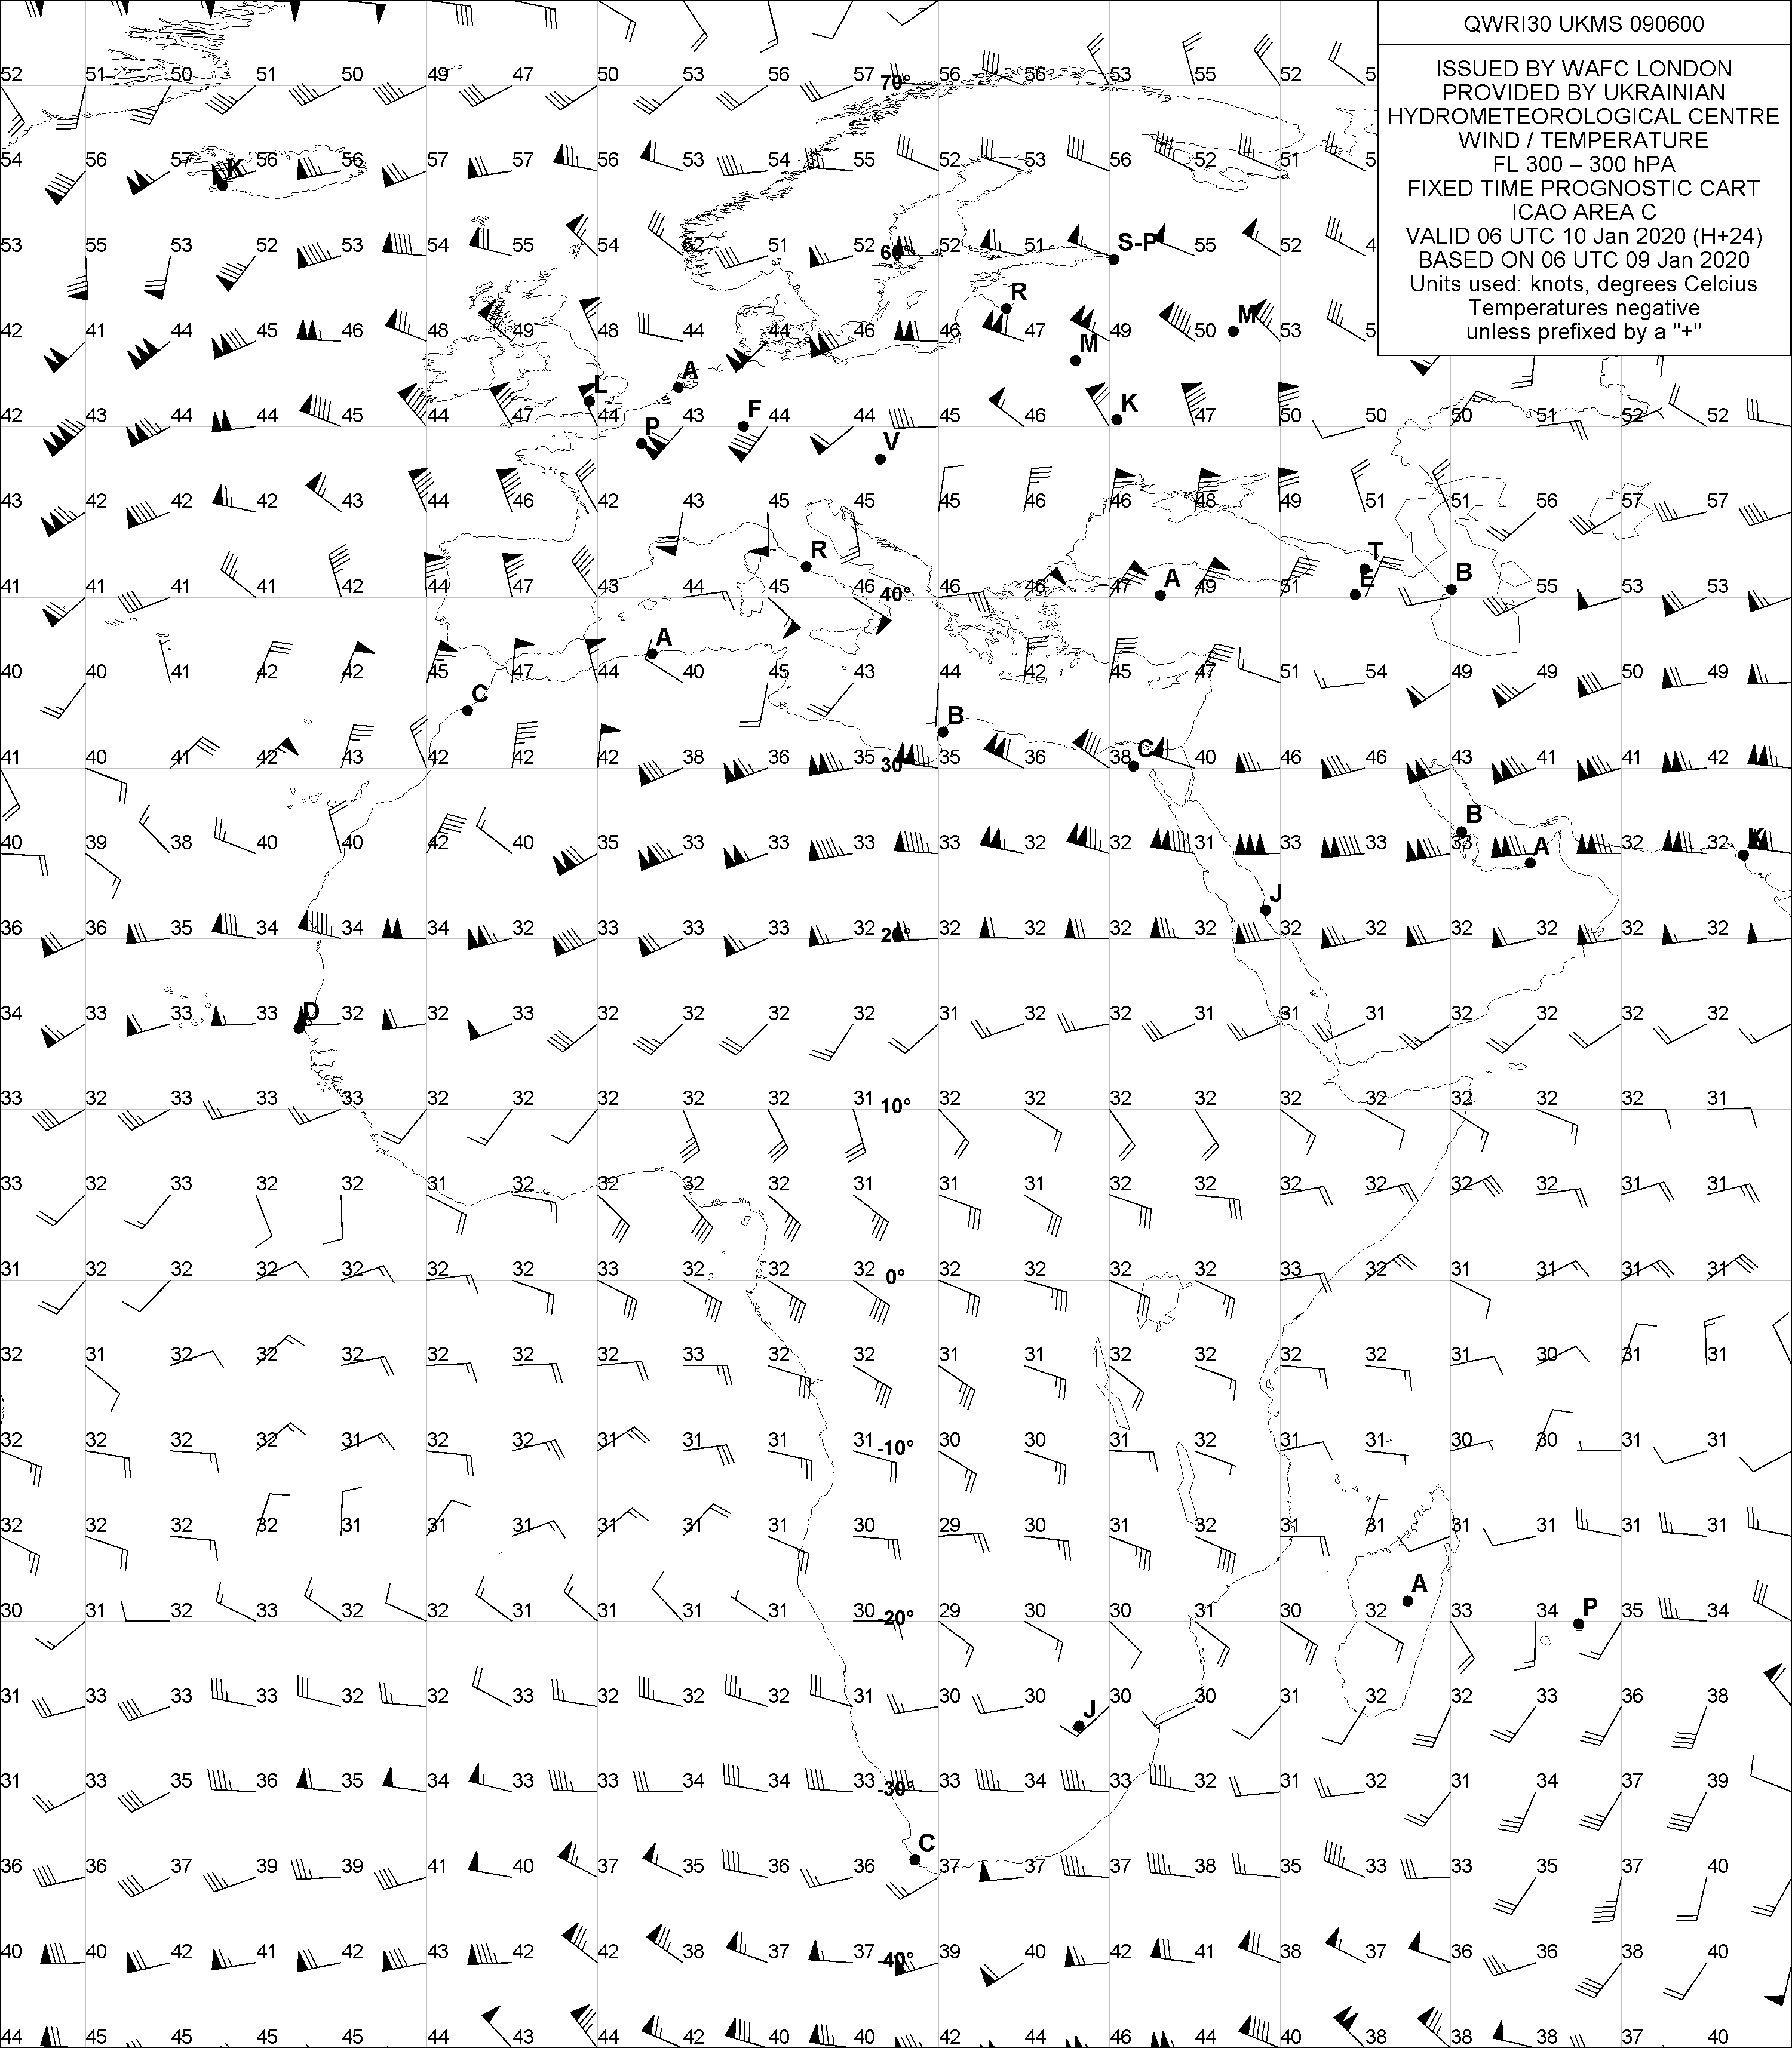 QWRI30 UKMS 090600
ISSUED BY WAFC LONDON
PROVIDED BY UKRAINIAN
HYDROMETEOROLOGICAL CENTRE
WIND / TEMPERATURE
FL 300 – 300 hPA
FIXED TIME PROGNOSTIC CART
ICAO AREA C
VALID 06 UTC 10 Jan 2020 (H+24)
BASED ON 06 UTC 09 Jan 2020
Units used: knots, degrees Celcius
Temperatures negative
unless prefixed by a "+"
52 51 50 51 50 49 47 50 53 56 57 70° 56 56 53 55 52 5
54 56 57 K 56 56 57 57 56 53 54 55 52 53 56 52 51 5
53 55 53 52 53 54 55 54 52 51 52 60° 52 51 S-P 55 52 4
R
42 41 44 45 46 48 49 48 44 44 46 46 47 49 50 M 53 5
M
A
L
42 43 44 44 45 44 47 44 P 43 F 44 44 45 46 K 47 50 50 50 51 52 52
V
43 42 42 42 43 44 46 42 43 45 45 45 46 46 48 49 51 51 56 57 57
R T
41 41 41 41 42 44 47 43 44 45 46 40° 46 46 47 A 49 51 E B 55 53 53
A
40 40 41 42 42 45 47 44 40 45 43 44 42 45 47 51 54 49 49 50 49
C
B
41 40 41 42 43 42 42 42 38 36 35 30° 35 36 38 C 40 46 46 43 41 41 42
B
40 39 38 40 40 42 40 35 33 33 33 33 32 32 31 33 33 33 A 32 32 K
J
36 36 35 34 34 34 32 33 33 33 32 20° 32 32 32 32 32 32 32 32 32 32
D
34 33 33 33 32 32 33 32 32 32 32 31 32 32 31 31 31 32 32 32 32
33 32 33 33 33 32 32 32 32 32 31 10° 32 32 32 32 32 32 32 32 32 31
33 32 33 32 32 31 32 32 32 32 31 31 31 32 32 32 32 32 32 31 31
31 32 32 32 32 32 32 33 32 32 32 0° 32 32 32 32 33 32 31 31 31 31
32 31 32 32 32 32 32 32 33 32 32 31 31 32 32 32 32 31 30 31 31
32 32 32 32 31 32 32 31 31 31 31 -10° 30 30 31 32 31 31 30 30 31 31
32 32 32 32 31 31 31 31 31 31 30 29 30 31 32 31 31 31 31 31 31
A
30 31 32 33 32 32 31 31 31 31 30 -20° 29 30 30 31 30 32 33 34 P 35 34
31 33 33 33 32 32 33 32 32 32 31 30 30 J 30 30 31 32 32 33 36 38
31 33 35 36 35 34 33 33 34 34 33 -30° 33 34 33 32 31 32 31 34 37 39
C
36 36 37 39 39 41 40 37 35 36 36 37 37 37 38 35 33 33 35 37 40
40 40 42 41 42 43 42 42 38 37 37 -40° 39 40 42 41 38 37 36 36 38 40
44 45 45 45 45 44 43 44 42 40 40 42 44 46 44 40 38 38 38 37 40